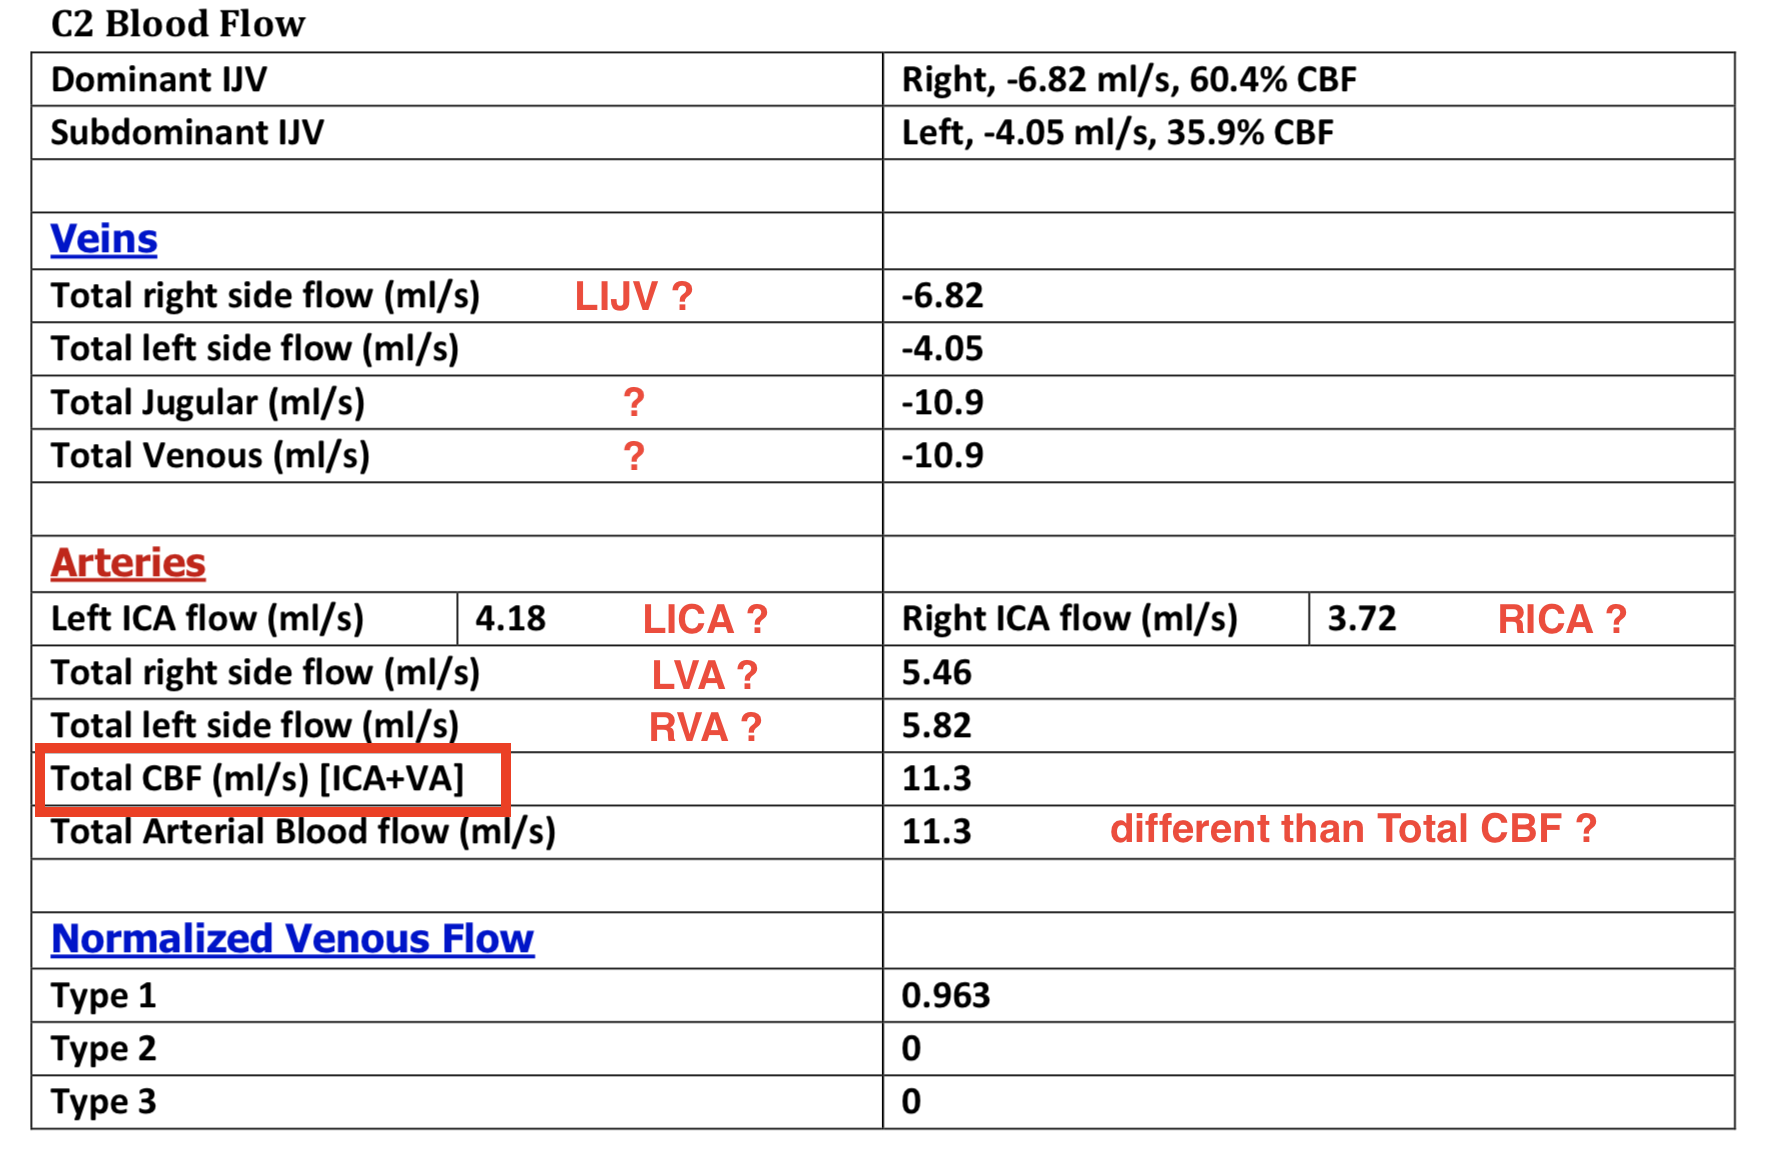 C2 Blood Flow
Dominant IJV Right, -6.82 ml/s, 60.4% CBF
Subdominant IJV Left, -4.05 ml/s, 35.9% CBF
Veins
Total right side flow (ml/s) LIJV ? -6.82
Total left side flow (ml/s) -4.05
Total Jugular (ml/s) ? -10.9
Total Venous (ml/s) ? -10.9
Arteries
Left ICA flow (ml/s) 4.18 LICA ? Right ICA flow (ml/s) 3.72 RICA ?
Total right side flow (ml/s) LVA ? 5.46
Total left side flow (ml/s) RVA ? 5.82
Total CBF (ml/s) [ICA+VA] 11.3
Total Arterial Blood flow (ml/s) 11.3 different than Total CBF ?
Normalized Venous Flow
Type 1 0.963
Type 2 0
Type 3 0